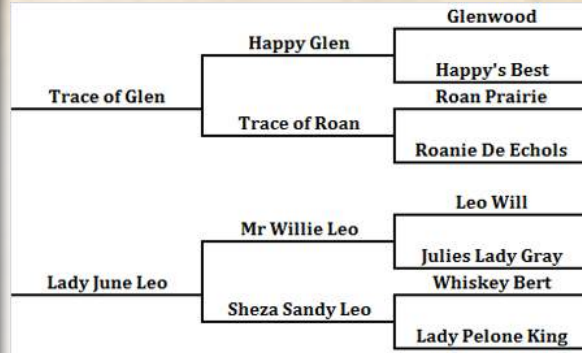 Glenwood
Happy Glen
Happy's Best
Trace of Glen
Roan Prairie
Trace of Roan
Roanie De Echols
Leo Will
Mr Willie Leo
Julies Lady Gray
Lady June Leo
Whiskey Bert
Sheza Sandy Leo
Lady Pelone King